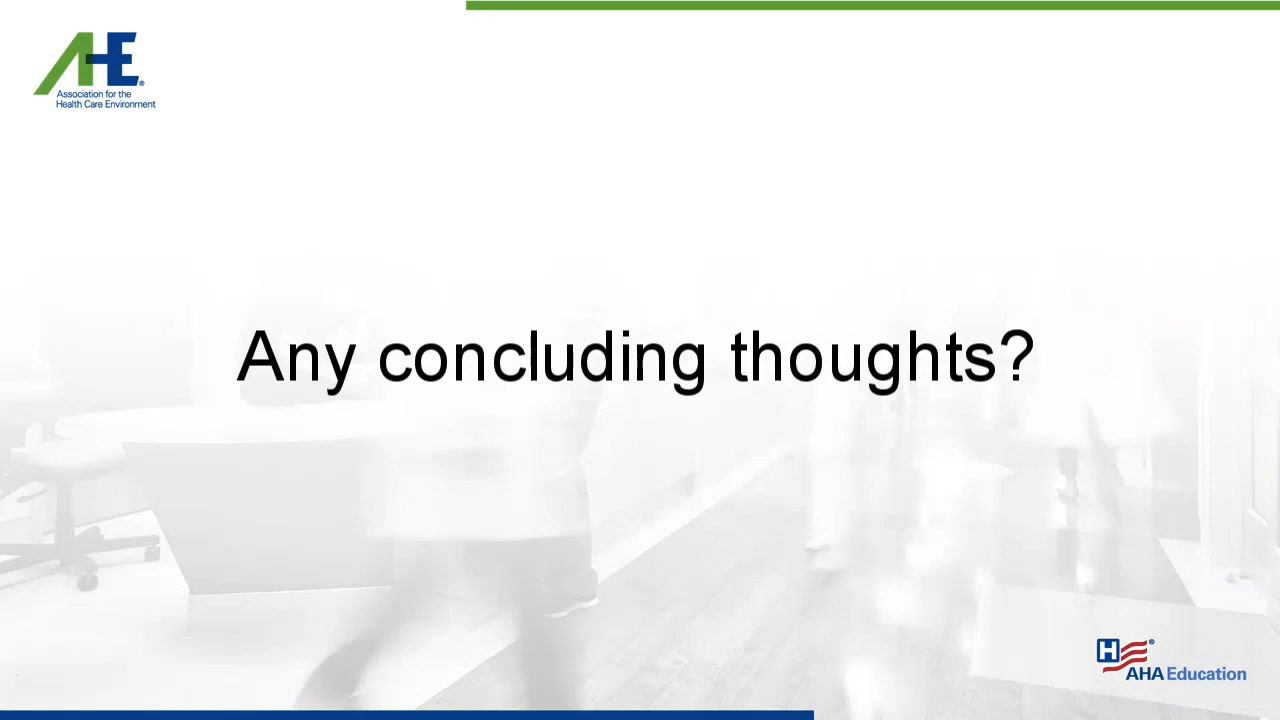 AHE®
Association for the
Health Care Environment
Any concluding thoughts?
H®
AHA Education